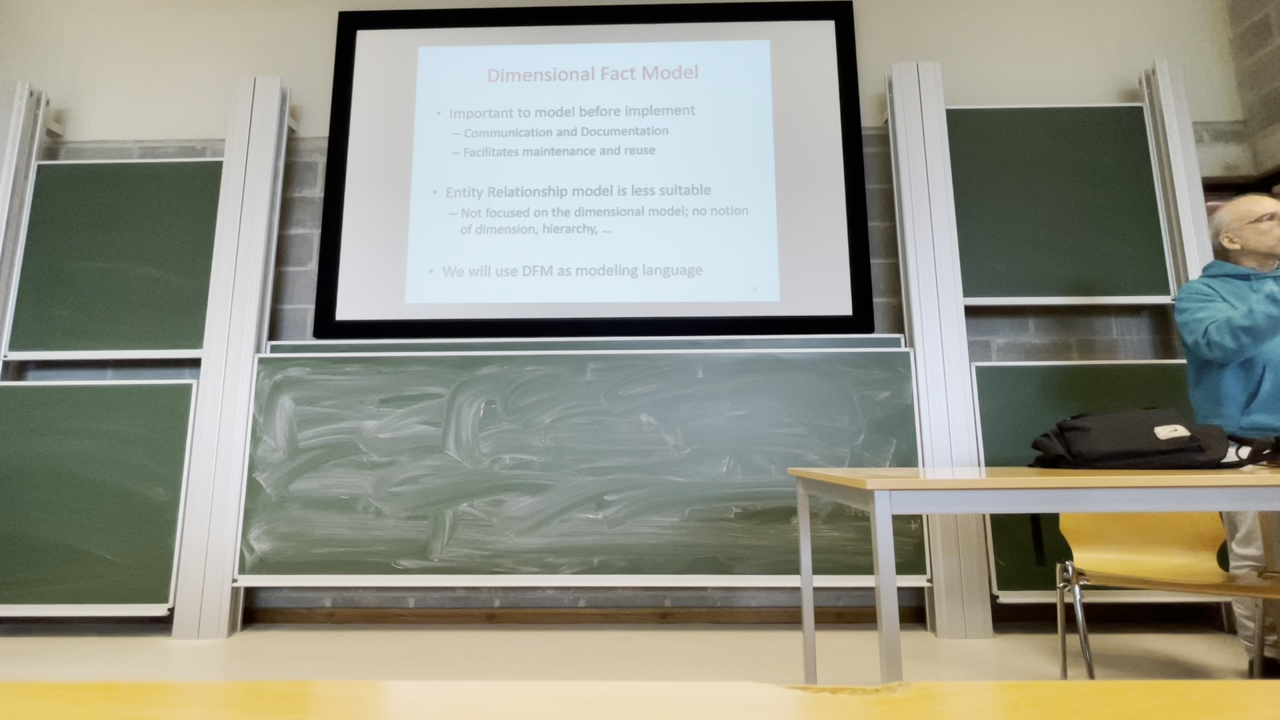 Dimensional Fact Model
• Important to model before implement
– Communication and Documentation
– Facilitates maintenance and reuse
• Entity Relationship model is less suitable
– Not focused on the dimensional model; no notion
of dimension, hierarchy, ...
• We will use DFM as modeling language